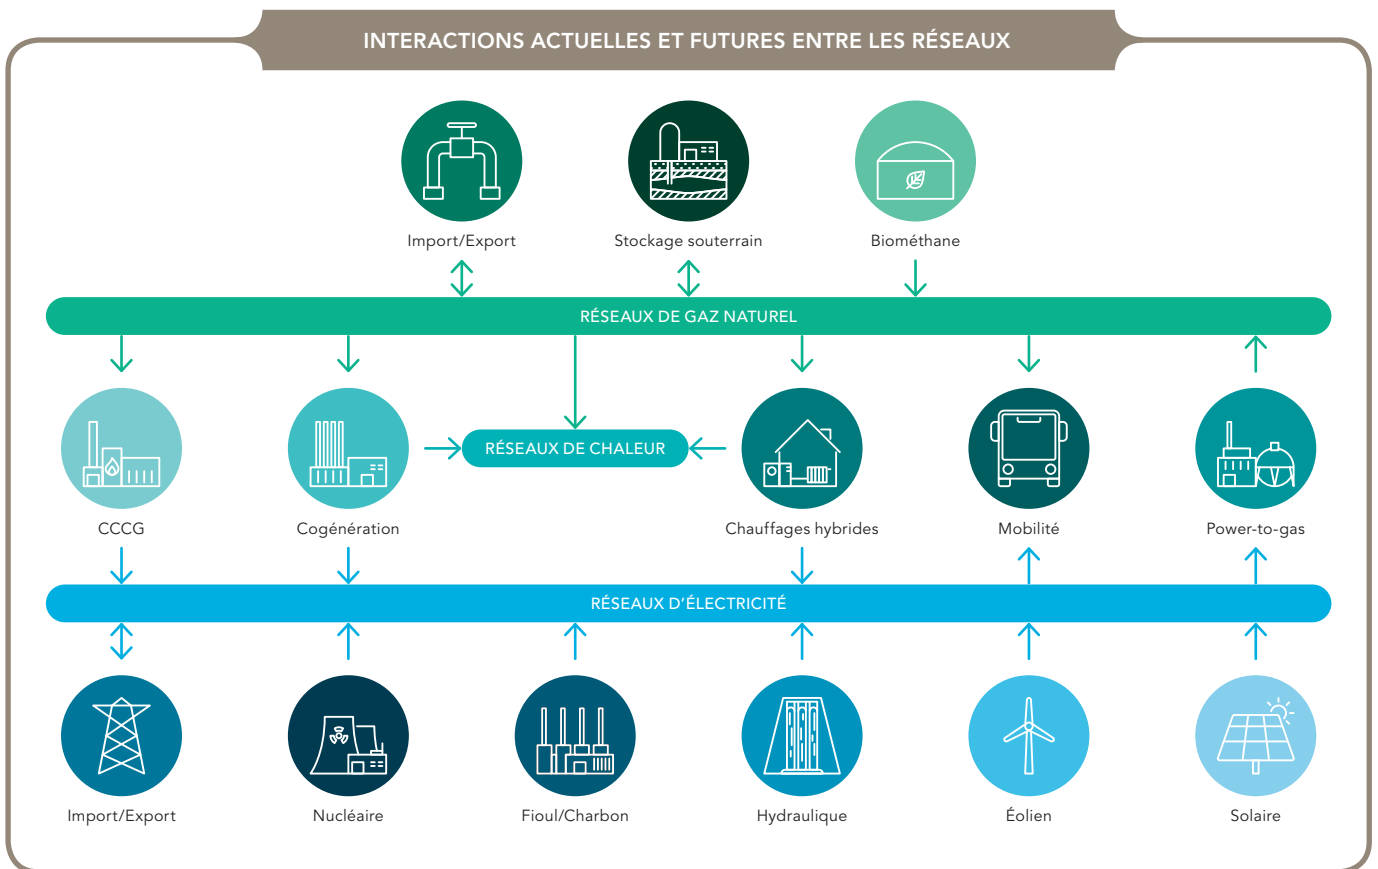 INTERACTIONS ACTUELLES ET FUTURES ENTRE LES RÉSEAUX
Import/Export
Stockage souterrain
Biométhane
RÉSEAUX DE GAZ NATUREL
RÉSEAUX DE CHALEUR
CCCG
Cogénération
Chauffages hybrides
Mobilité
Power-to-gas
RÉSEAUX D’ÉLECTRICITÉ
Import/Export
Nucléaire
Fioul/Charbon
Hydraulique
Éolien
Solaire